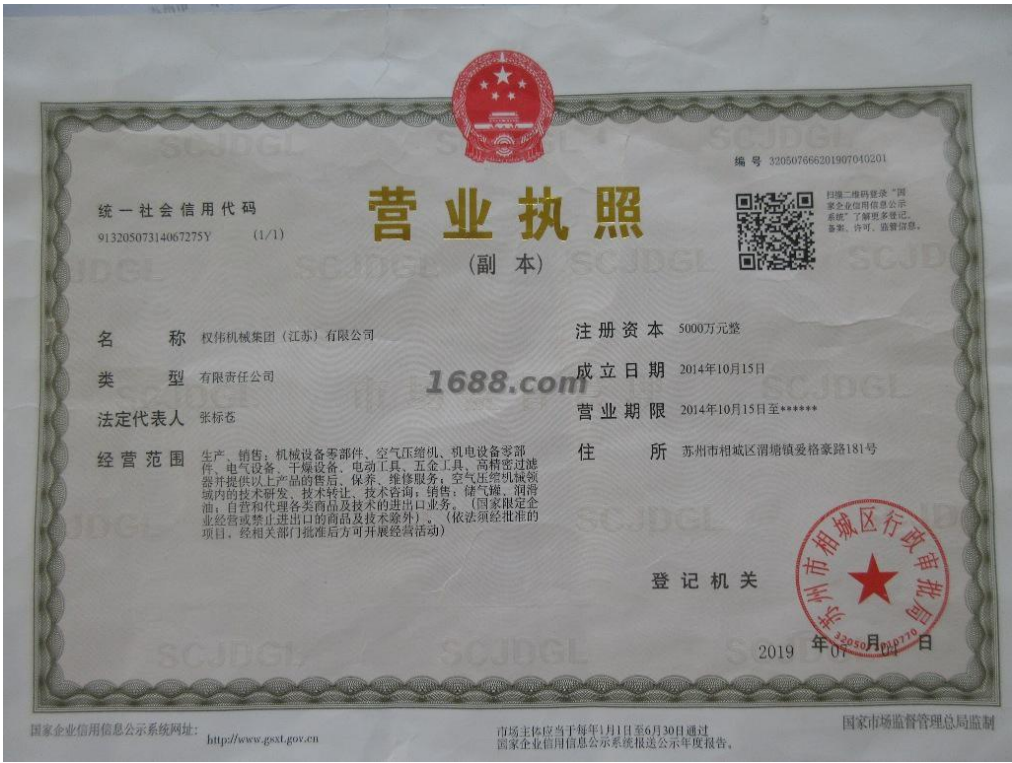 编 号 320507666201907040201
统一社会信用代码
91320507314067275Y (1/1)
营业执照
(副 本)
扫描二维码登录“国
家企业信用信息公示
系统”了解更多登记、
备案、许可、监管信息。
名 称 权伟机械集团（江苏）有限公司
类 型 有限责任公司
法定代表人 张标苍
经营范围 生产、销售：机械设备零部件、空气压缩机、机电设备零部
件、电气设备、干燥设备、电动工具、五金工具、高精密过滤
器并提供以上产品的售后、保养、维修服务；空气压缩机械领
域内的技术研发、技术转让、技术咨询；销售：储气罐、润滑
油；自营和代理各类商品及技术的进出口业务。（国家限定企
业经营或禁止进出口的商品及技术除外）。（依法须经批准的
项目，经相关部门批准后方可开展经营活动）
注册资本 5000万元整
成立日期 2014年10月15日
营业期限 2014年10月15日至******
住 所 苏州市相城区渭塘镇爱格豪路181号
1688.com
登记机关
苏州市相城区行政审批局
2019 年 07 月 04 日
国家企业信用信息公示系统网址：
http://www.gsxt.gov.cn
市场主体应当于每年1月1日至6月30日通过
国家企业信用信息公示系统报送公示年度报告。
国家市场监督管理总局监制